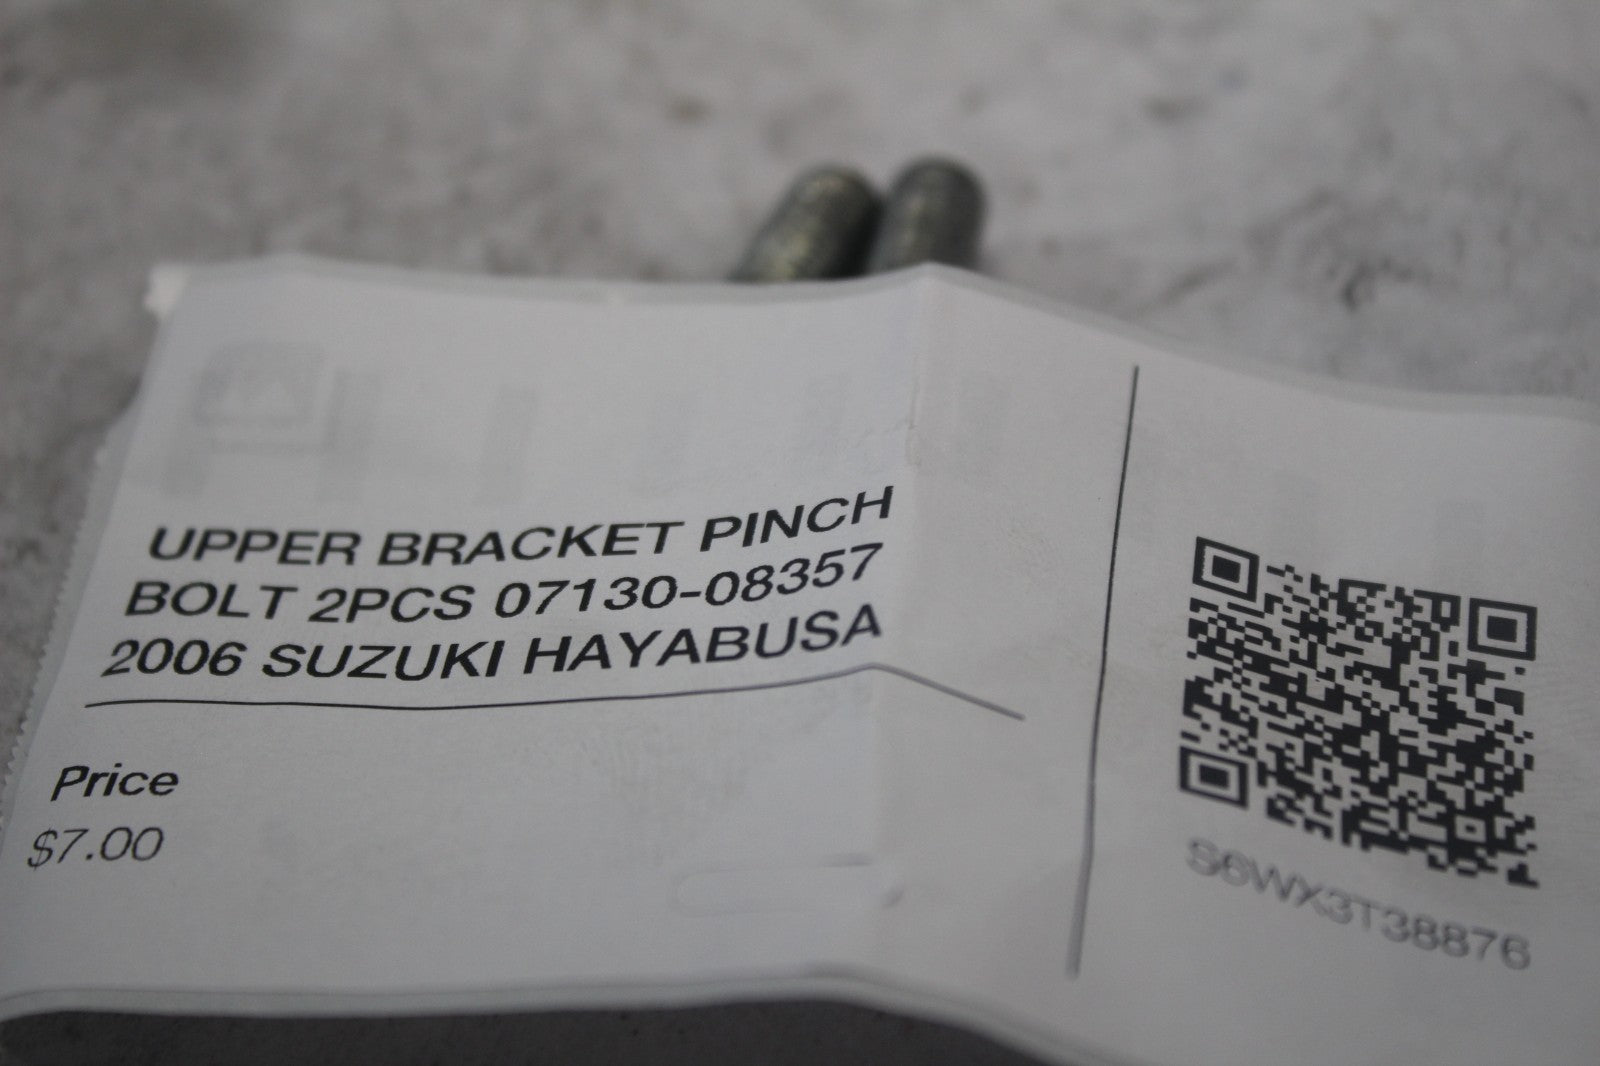 UPPER BRACKET PINCH
BOLT 2PCS 07130-08357
2006 SUZUKI HAYABUSA
Price
$7.00
S6WX3T38876